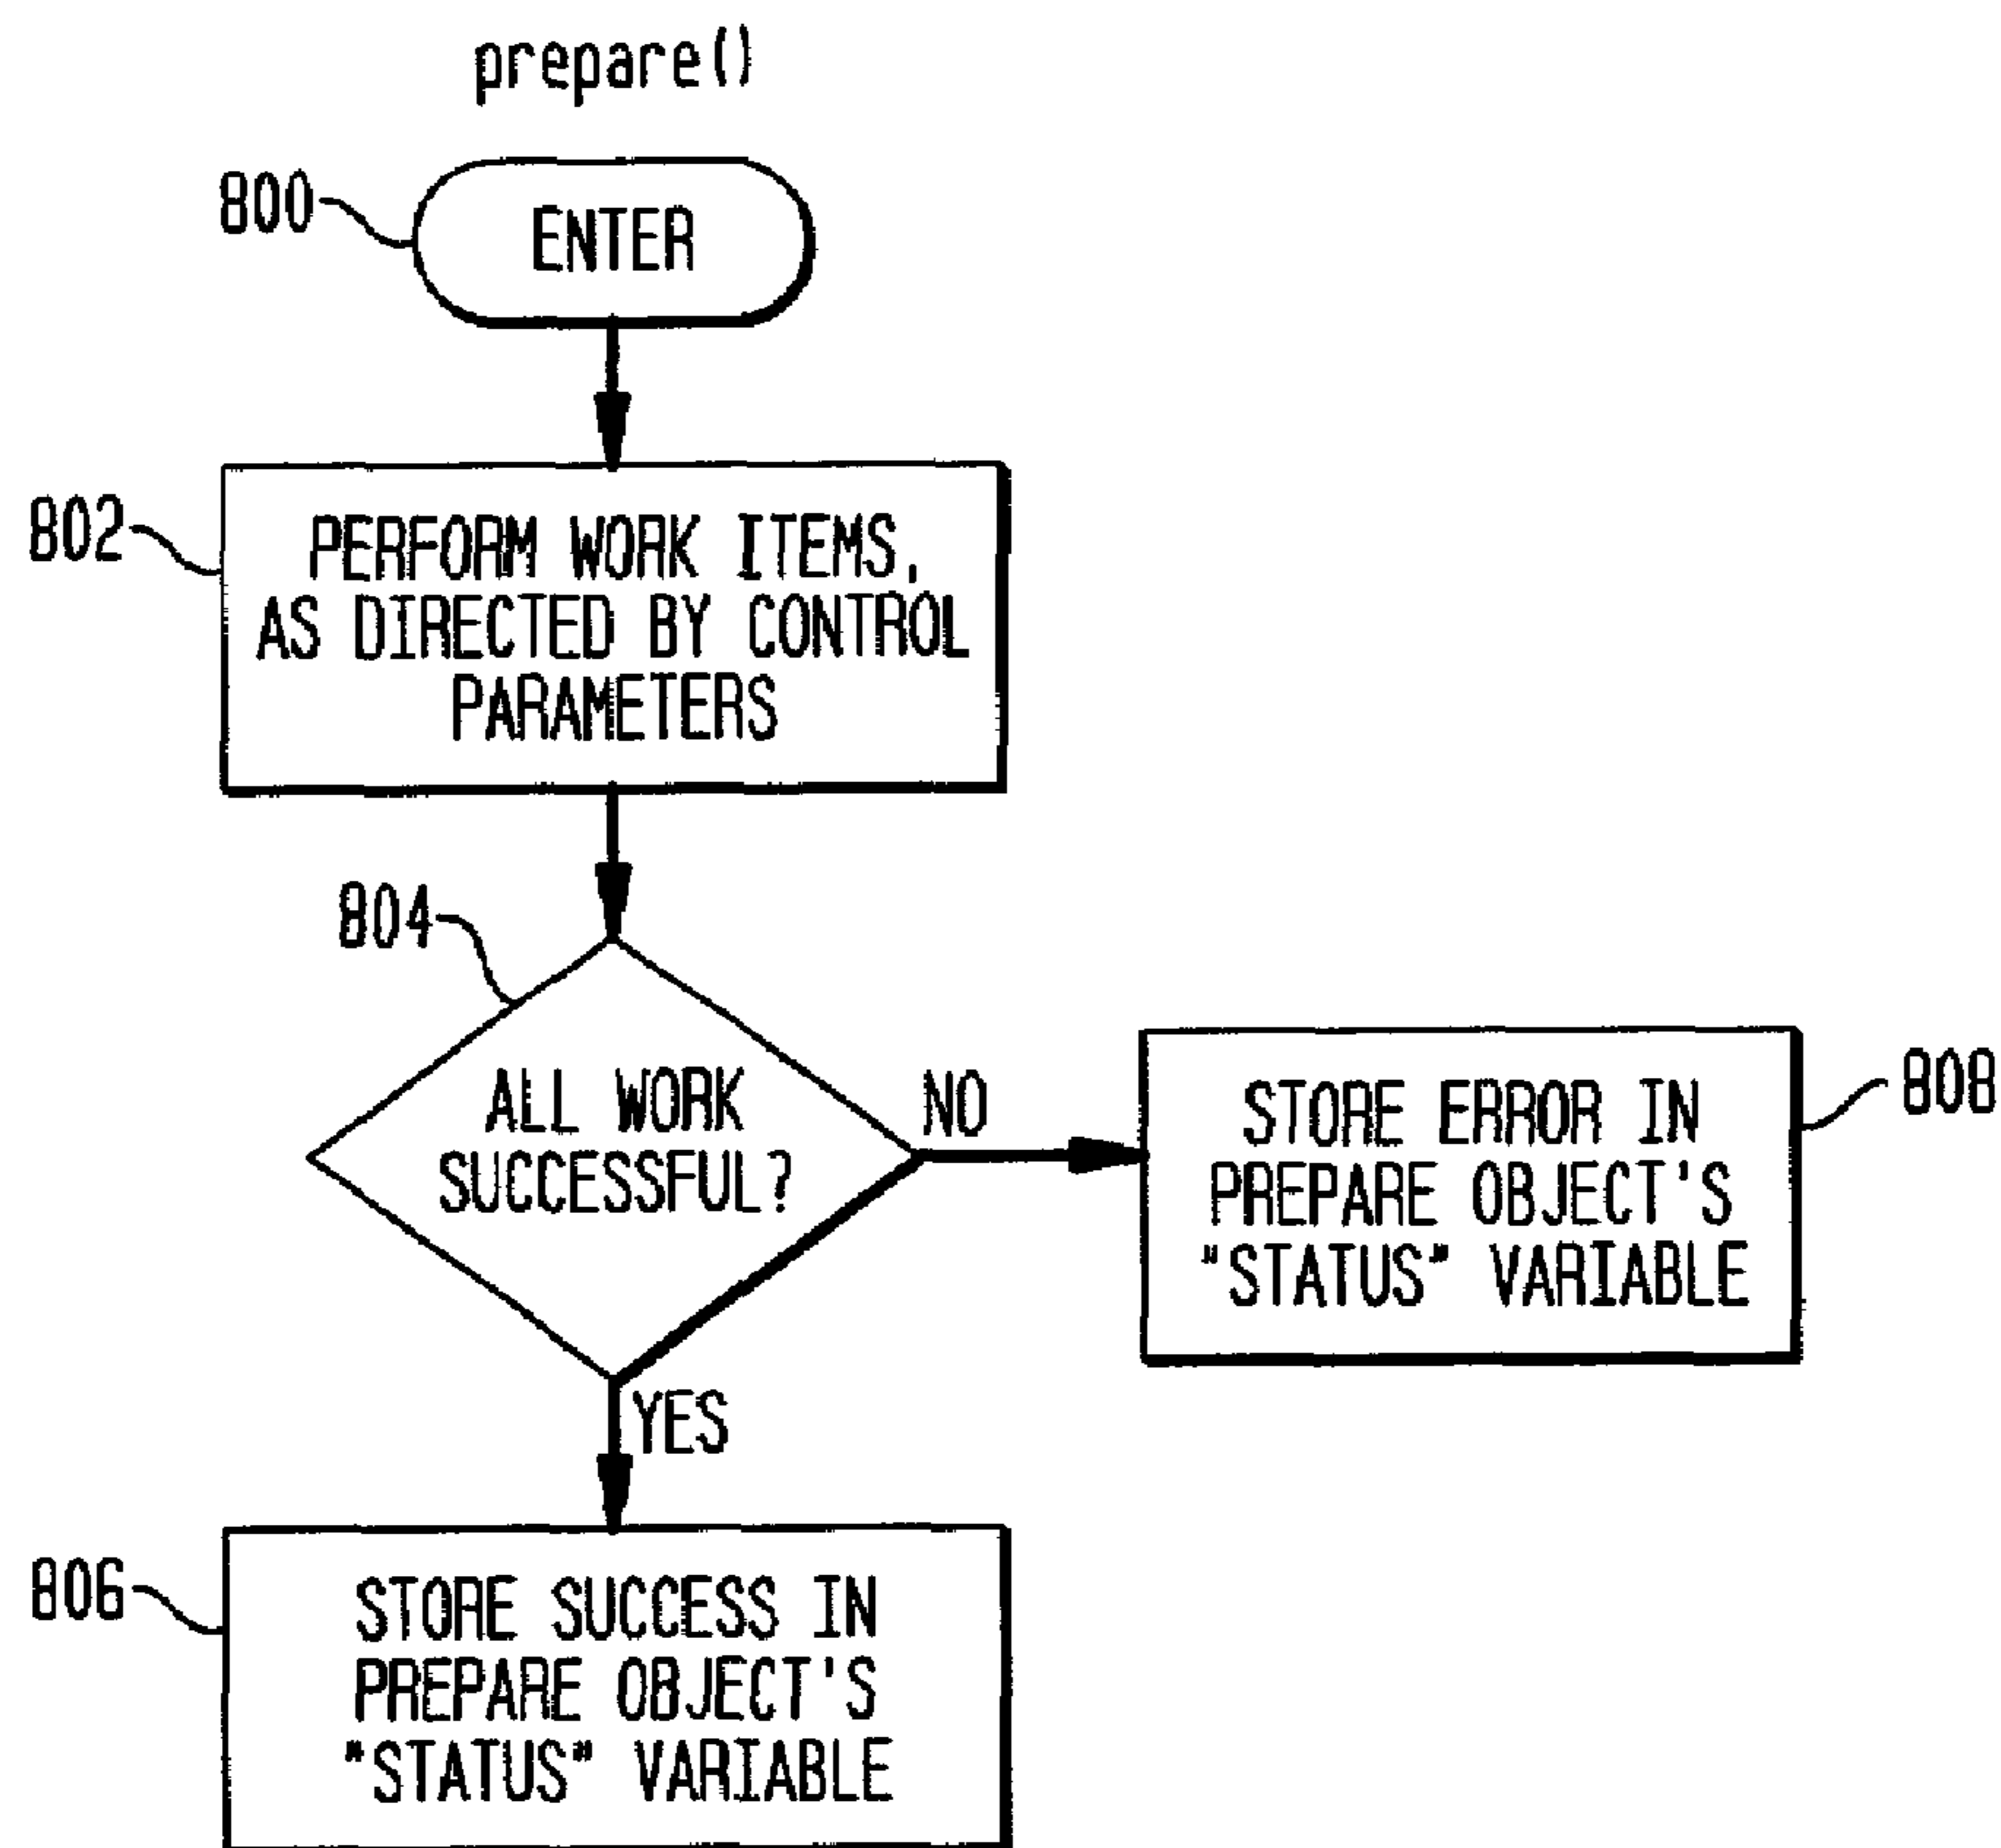 prepare()
800
ENTER
802
PERFORM WORK ITEMS,
AS DIRECTED BY CONTROL
PARAMETERS
804
ALL WORK
SUCCESSFUL?
NO
808
STORE ERROR IN
PREPARE OBJECT'S
"STATUS" VARIABLE
YES
806
STORE SUCCESS IN
PREPARE OBJECT'S
"STATUS" VARIABLE